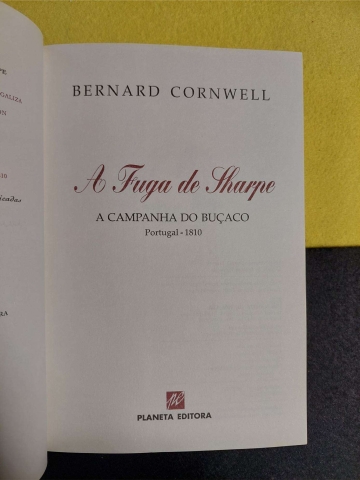 BERNARD CORNWELL
A Fuga de Sharpe
A CAMPANHA DO BUÇACO
Portugal • 1810
PLANETA EDITORA